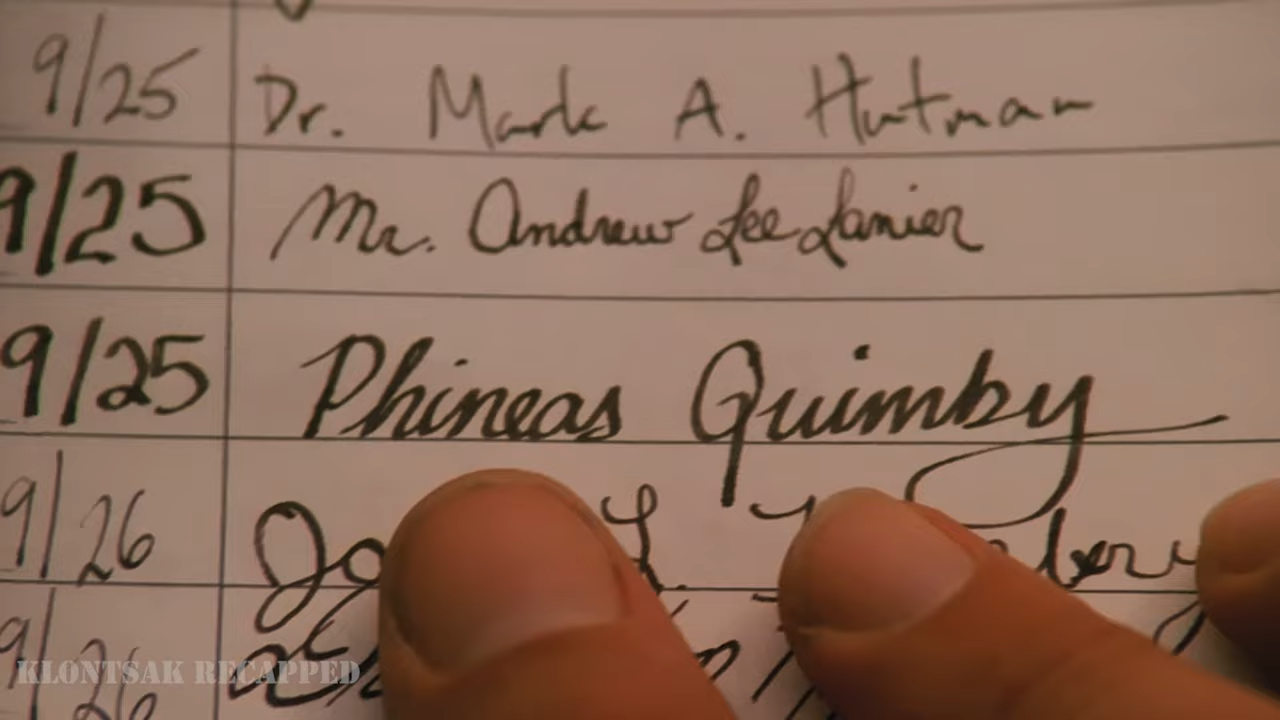 9/25 Dr. Mark A. Hutman
9/25 Mr. Andrew Lee Lanier
9/25 Phineas Quimby
9/26 L.
9/26
KLONTSAK RECAPPED